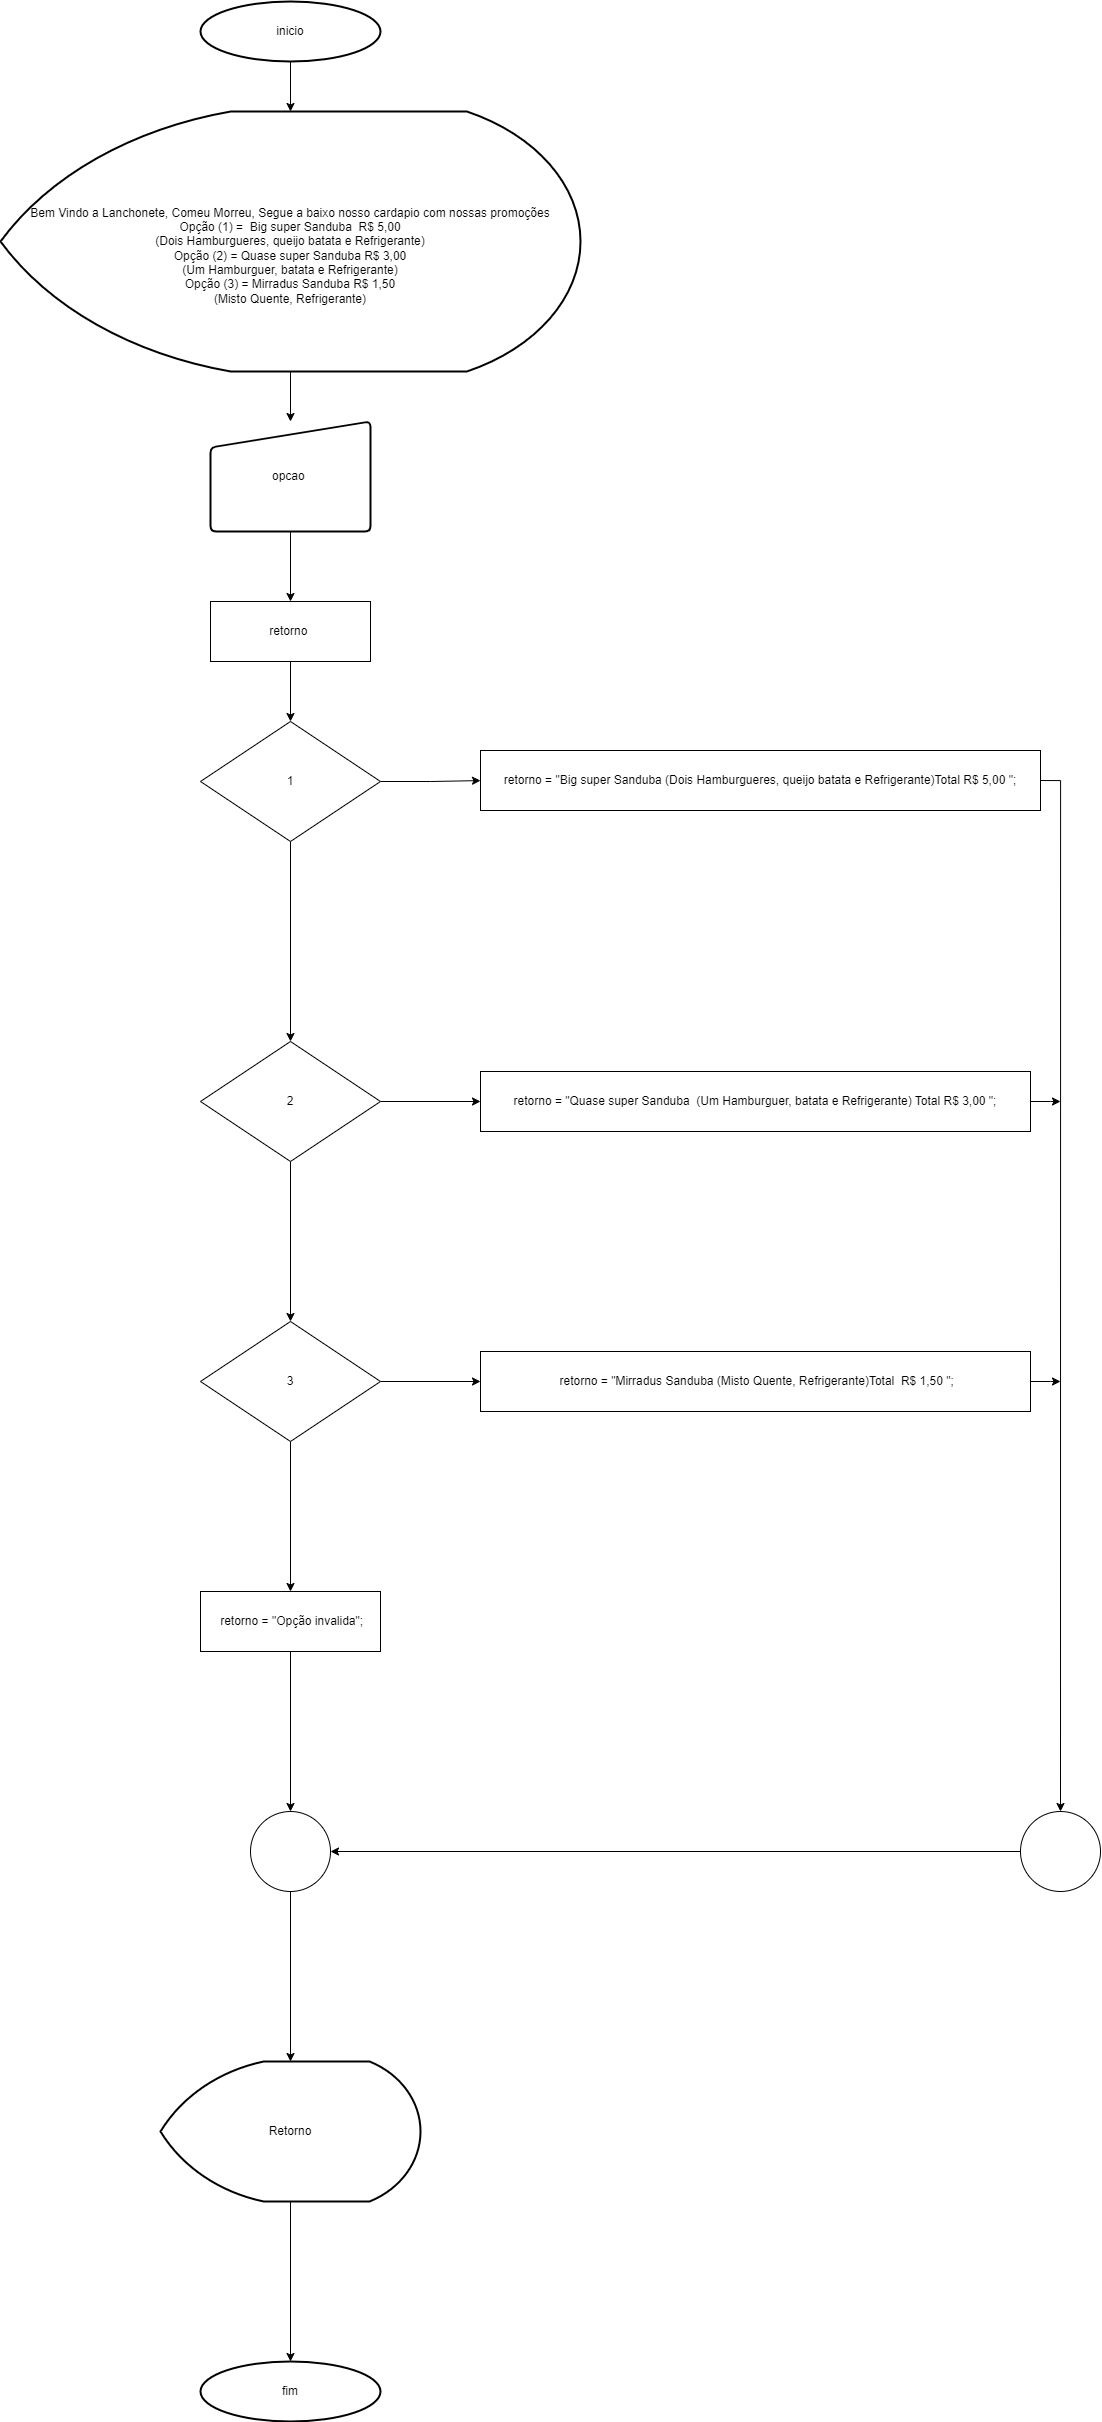 inicio
Bem Vindo a Lanchonete, Comeu Morreu, Segue a baixo nosso cardapio com nossas promoções
Opção (1) =  Big super Sanduba  R$ 5,00
(Dois Hamburgueres, queijo batata e Refrigerante)
Opção (2) = Quase super Sanduba R$ 3,00
(Um Hamburguer, batata e Refrigerante)
Opção (3) = Mirradus Sanduba R$ 1,50
(Misto Quente, Refrigerante)
opcao
retorno
1
retorno = "Big super Sanduba (Dois Hamburgueres, queijo batata e Refrigerante)Total R$ 5,00 ";
2
retorno = "Quase super Sanduba  (Um Hamburguer, batata e Refrigerante) Total R$ 3,00 ";
3
retorno = "Mirradus Sanduba (Misto Quente, Refrigerante)Total  R$ 1,50 ";
retorno = "Opção invalida";
Retorno
fim